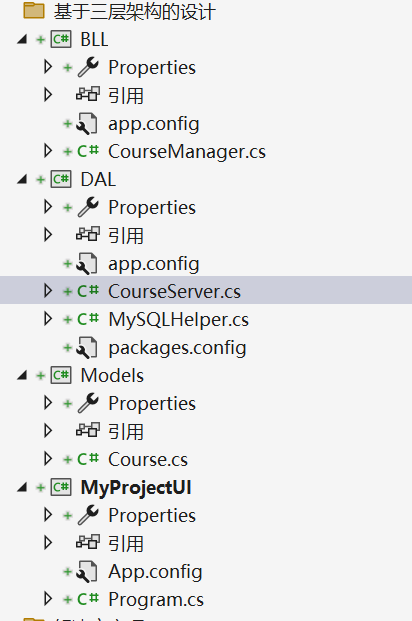 基于三层架构的设计
BLL
Properties
引用
app.config
CourseManager.cs
DAL
Properties
引用
app.config
CourseServer.cs
MySQLHelper.cs
packages.config
Models
Properties
引用
Course.cs
MyProjectUI
Properties
引用
App.config
Program.cs